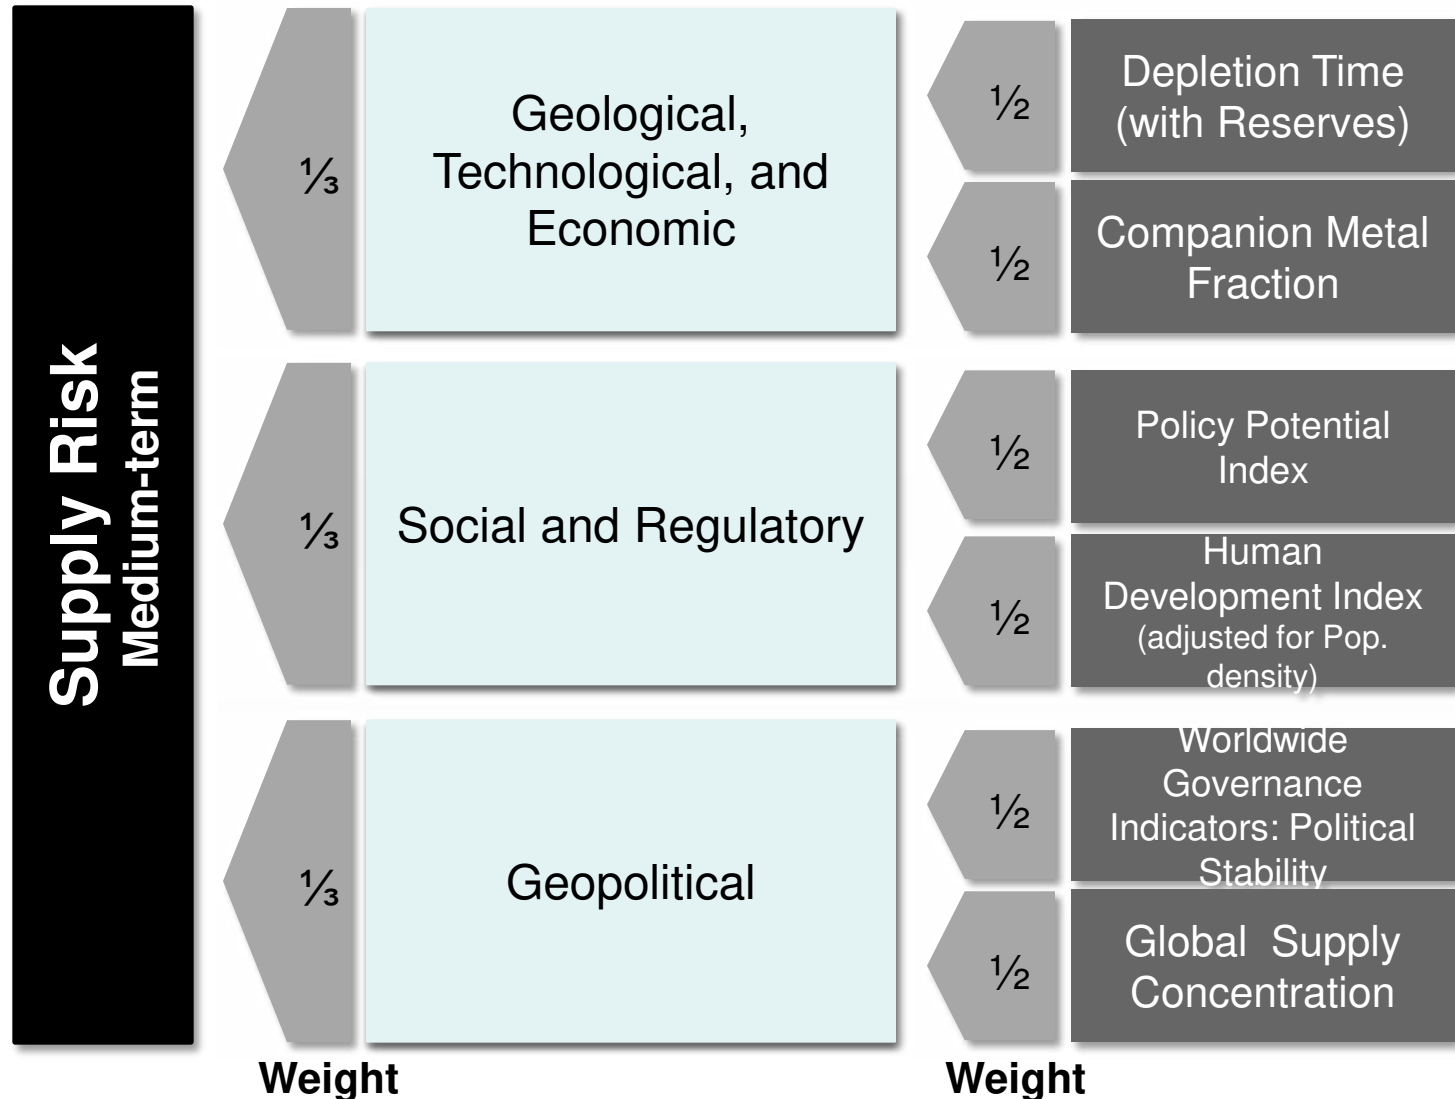 Supply Risk
Medium-term
⅓
Geological,
Technological, and
Economic
½
Depletion Time
(with Reserves)
½
Companion Metal
Fraction
⅓
Social and Regulatory
½
Policy Potential
Index
½
Human
Development Index
(adjusted for Pop.
density)
⅓
Geopolitical
½
Worldwide
Governance
Indicators: Political
Stability
½
Global  Supply
Concentration
Weight
Weight